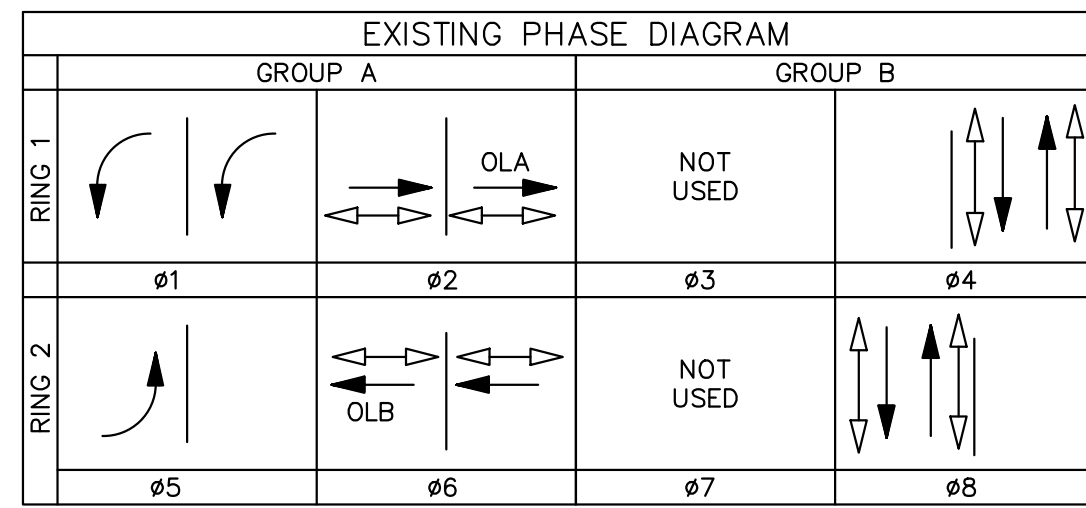 EXISTING PHASE DIAGRAM
GROUP A
GROUP B
RING 1
OLA
NOT
USED
ø1
ø2
ø3
ø4
RING 2
OLB
NOT
USED
ø5
ø6
ø7
ø8